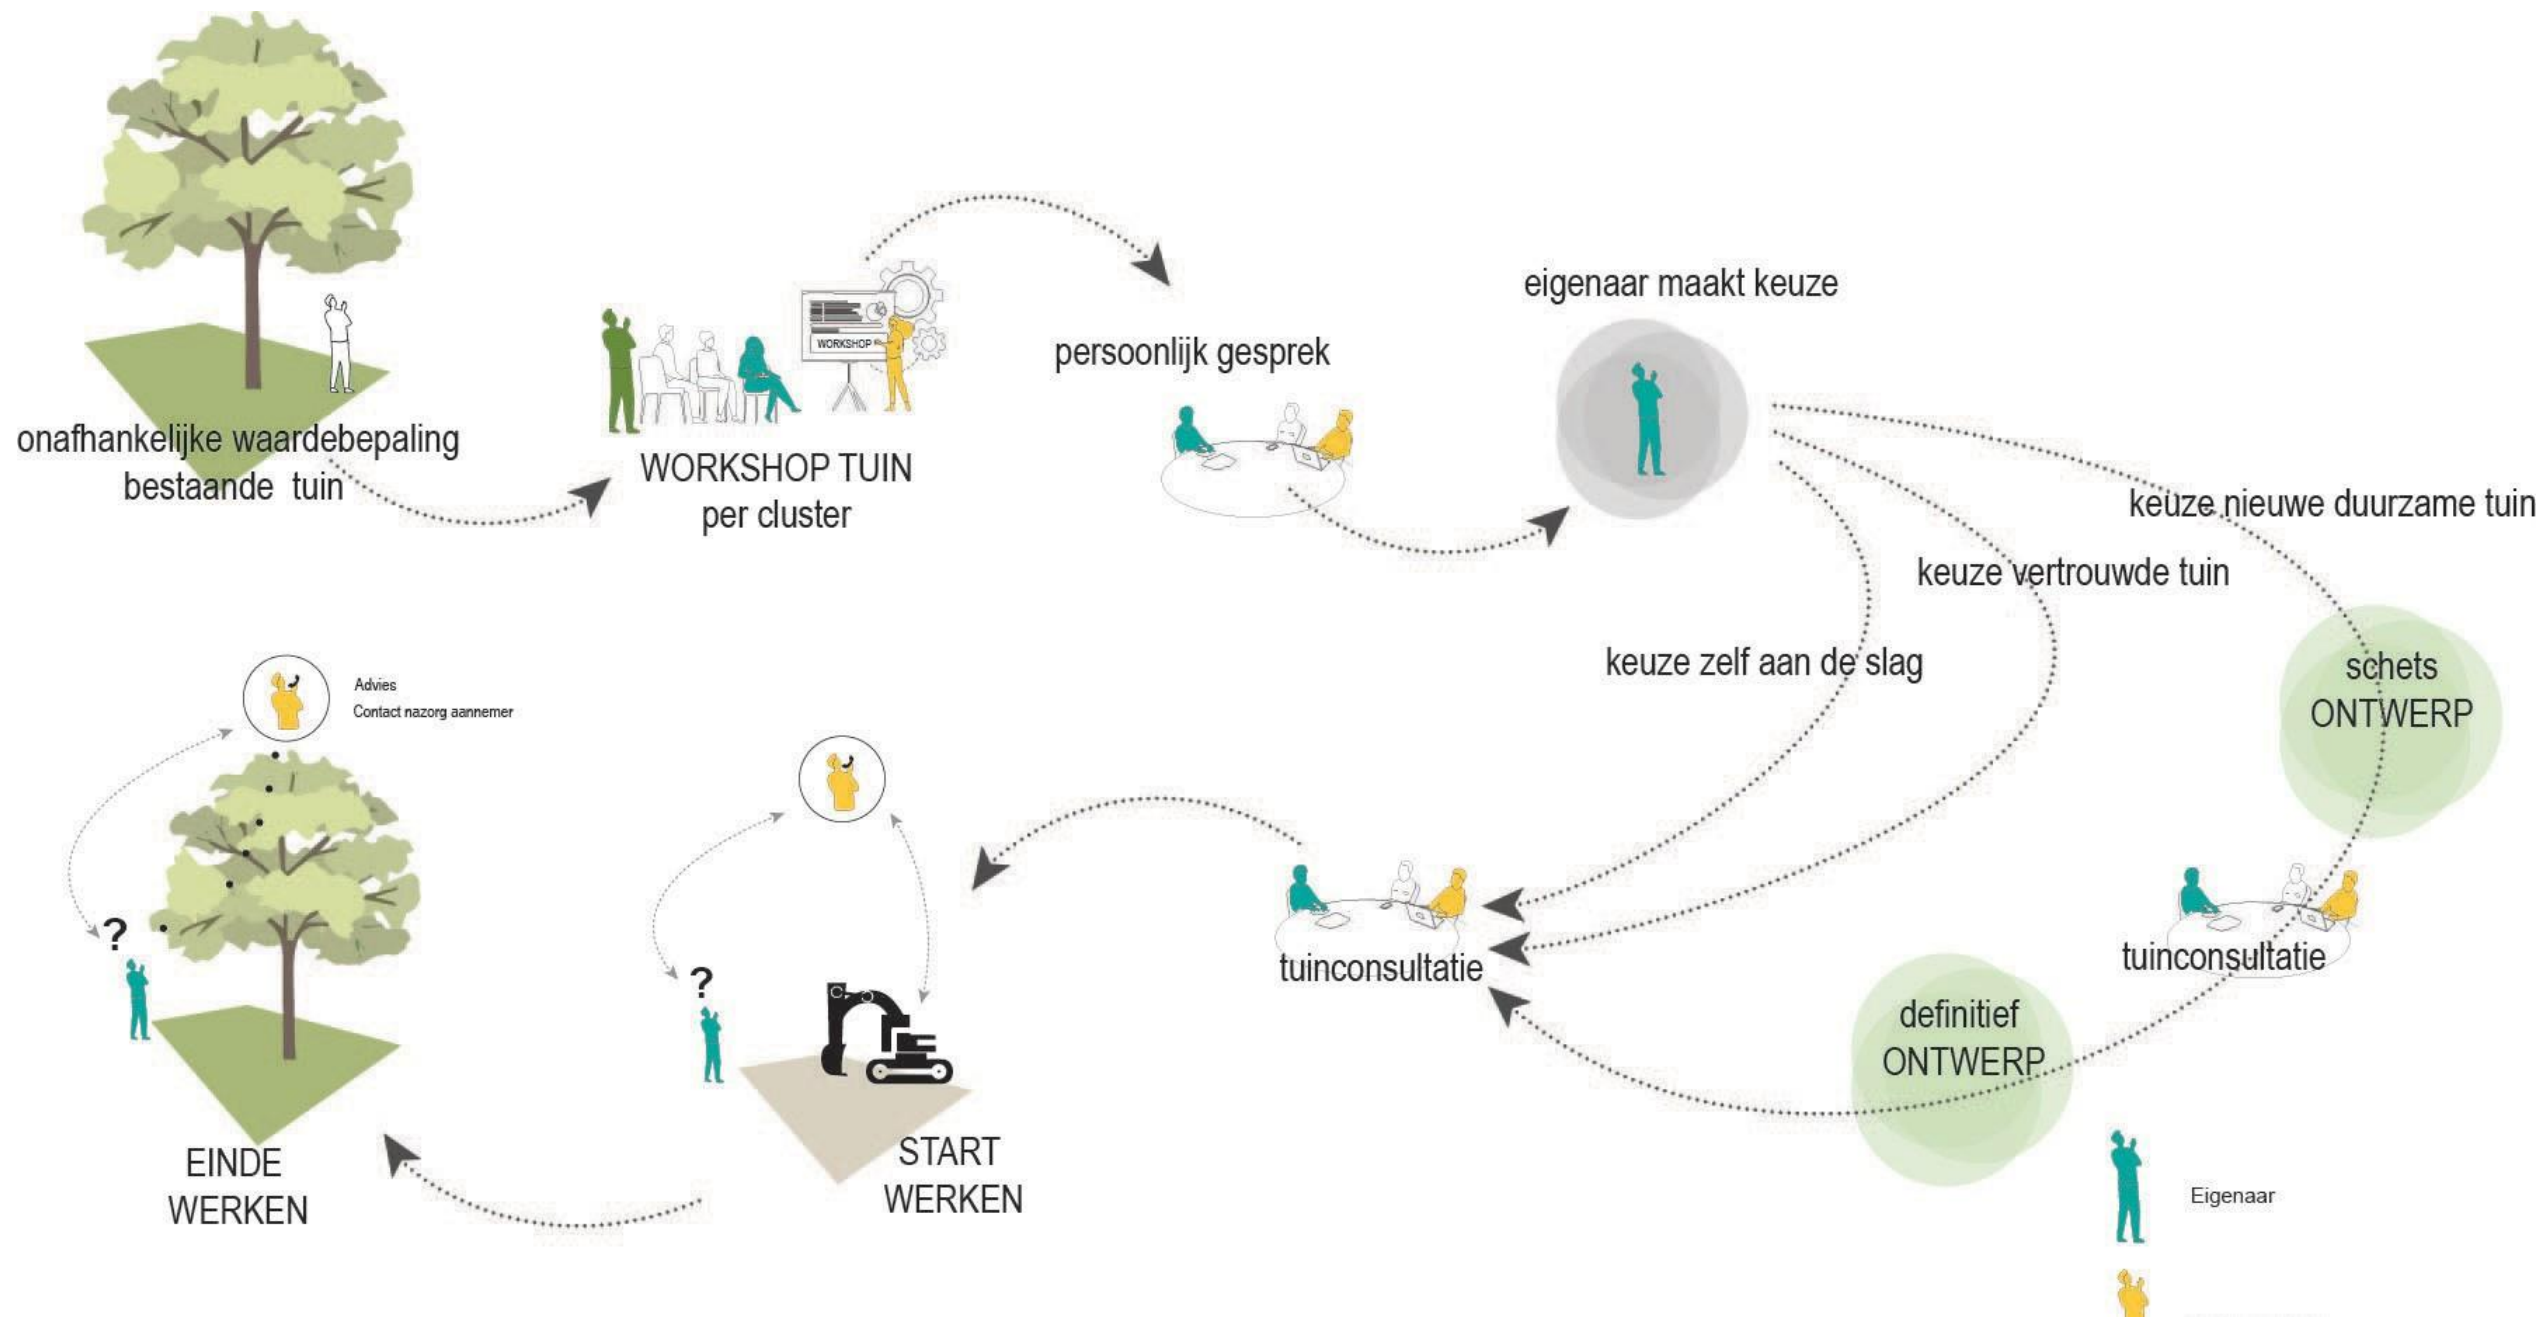 onafhankelijke waardebepaling
bestaande tuin
WORKSHOP
WORKSHOP TUIN
per cluster
persoonlijk gesprek
eigenaar maakt keuze
keuze nieuwe duurzame tuin
keuze vertrouwde tuin
keuze zelf aan de slag
schets
ONTWERP
tuinconsultatie
definitief
ONTWERP
tuinconsultatie
?
START
WERKEN
Advies
Contact nazorg aannemer
?
EINDE
WERKEN
Eigenaar